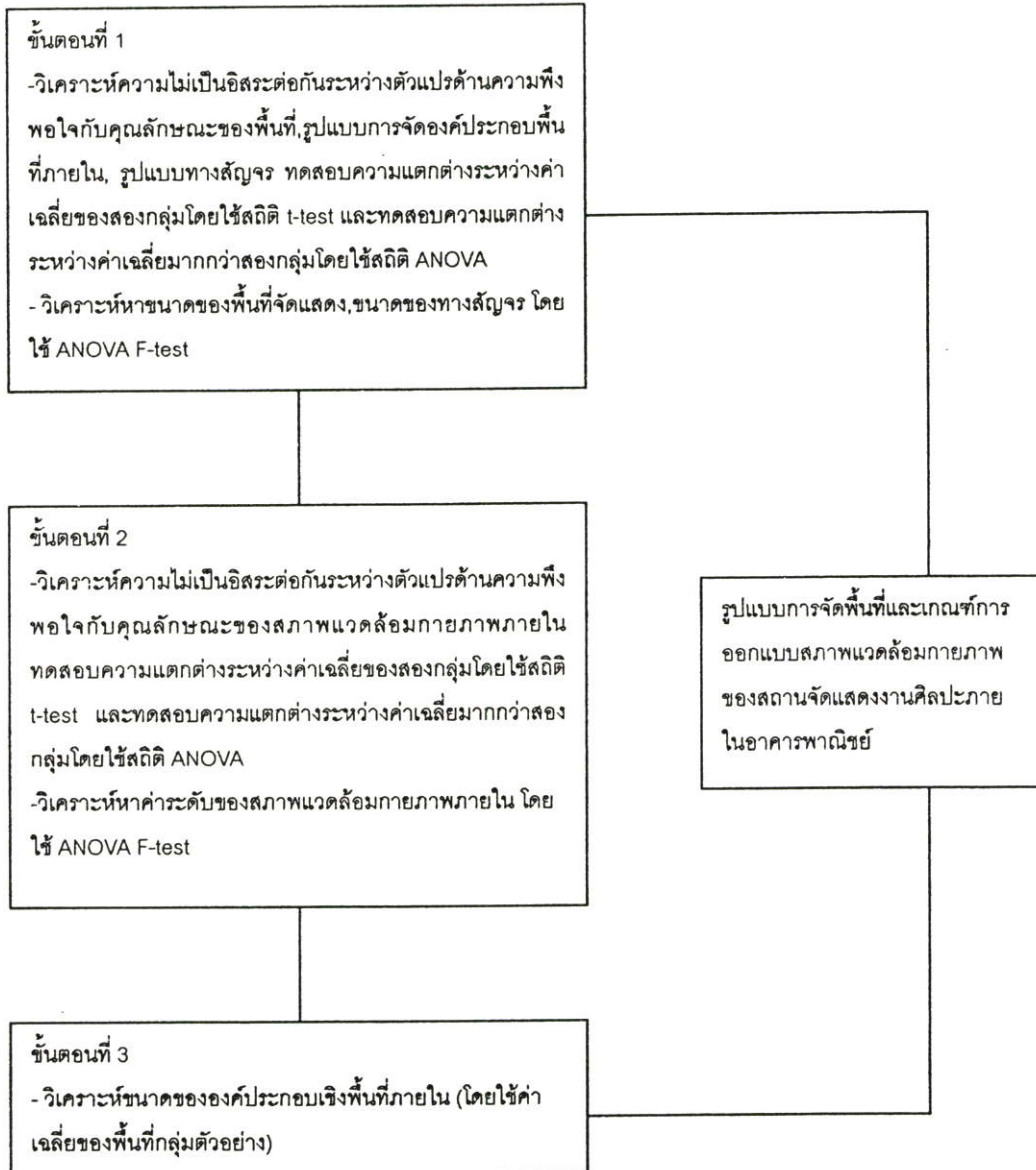 ขั้นตอนที่ 1
-วิเคราะห์ความไม่เป็นอิสระต่อกันระหว่างตัวแปรด้านความพึง
พอใจกับคุณลักษณะของพื้นที่,รูปแบบการจัดองค์ประกอบพื้น
ที่ภายใน, รูปแบบทางสัญจร ทดสอบความแตกต่างระหว่างค่า
เฉลี่ยของสองกลุ่มโดยใช้สถิติ t-test และทดสอบความแตกต่าง
ระหว่างค่าเฉลี่ยมากกว่าสองกลุ่มโดยใช้สถิติ ANOVA
- วิเคราะห์หาขนาดของพื้นที่จัดแสดง,ขนาดของทางสัญจร โดย
ใช้ ANOVA F-test
ขั้นตอนที่ 2
-วิเคราะห์ความไม่เป็นอิสระต่อกันระหว่างตัวแปรด้านความพึง
พอใจกับคุณลักษณะของสภาพแวดล้อมกายภาพภายใน
ทดสอบความแตกต่างระหว่างค่าเฉลี่ยของสองกลุ่มโดยใช้สถิติ
t-test และทดสอบความแตกต่างระหว่างค่าเฉลี่ยมากกว่าสอง
กลุ่มโดยใช้สถิติ ANOVA
-วิเคราะห์หาค่าระดับของสภาพแวดล้อมกายภาพภายใน โดย
ใช้ ANOVA F-test
รูปแบบการจัดพื้นที่และเกณฑ์การ
ออกแบบสภาพแวดล้อมกายภาพ
ของสถานจัดแสดงงานศิลปะภาย
ในอาคารพาณิชย์
ขั้นตอนที่ 3
- วิเคราะห์ขนาดขององค์ประกอบเชิงพื้นที่ภายใน (โดยใช้ค่า
เฉลี่ยของพื้นที่กลุ่มตัวอย่าง)